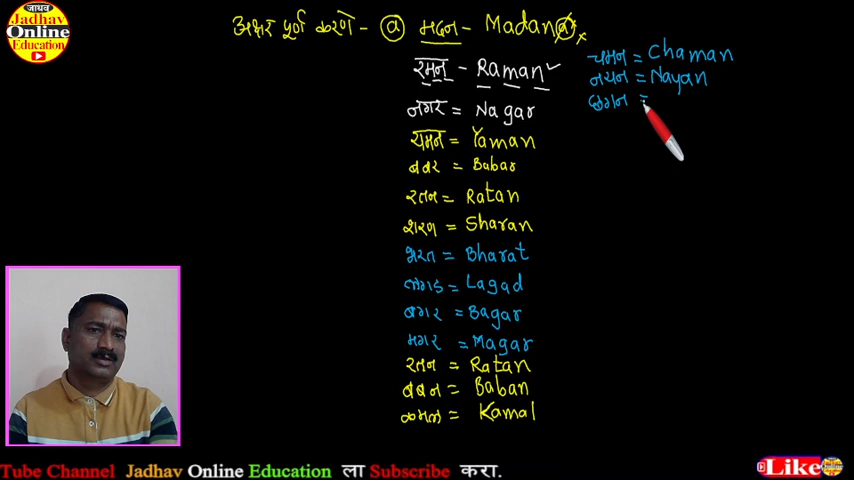 जाधव
Jadhav
Online
Education
अक्षर पूर्ण करणे - (a) मदन - Madan a x
रमन - Raman ✓
नगर = Nagar
यमन = Yaman
बबर = Babar
रतन = Ratan
शरण = Sharan
भरत = Bharat
लगड = Lagad
बगर = Bagar
मगर = Magar
रतन = Ratan
बबन = Baban
कमल = Kamal
चमन = Chaman
नयन = Nayan
छगन =
Tube Channel Jadhav Online Education ला Subscribe करा.
Like